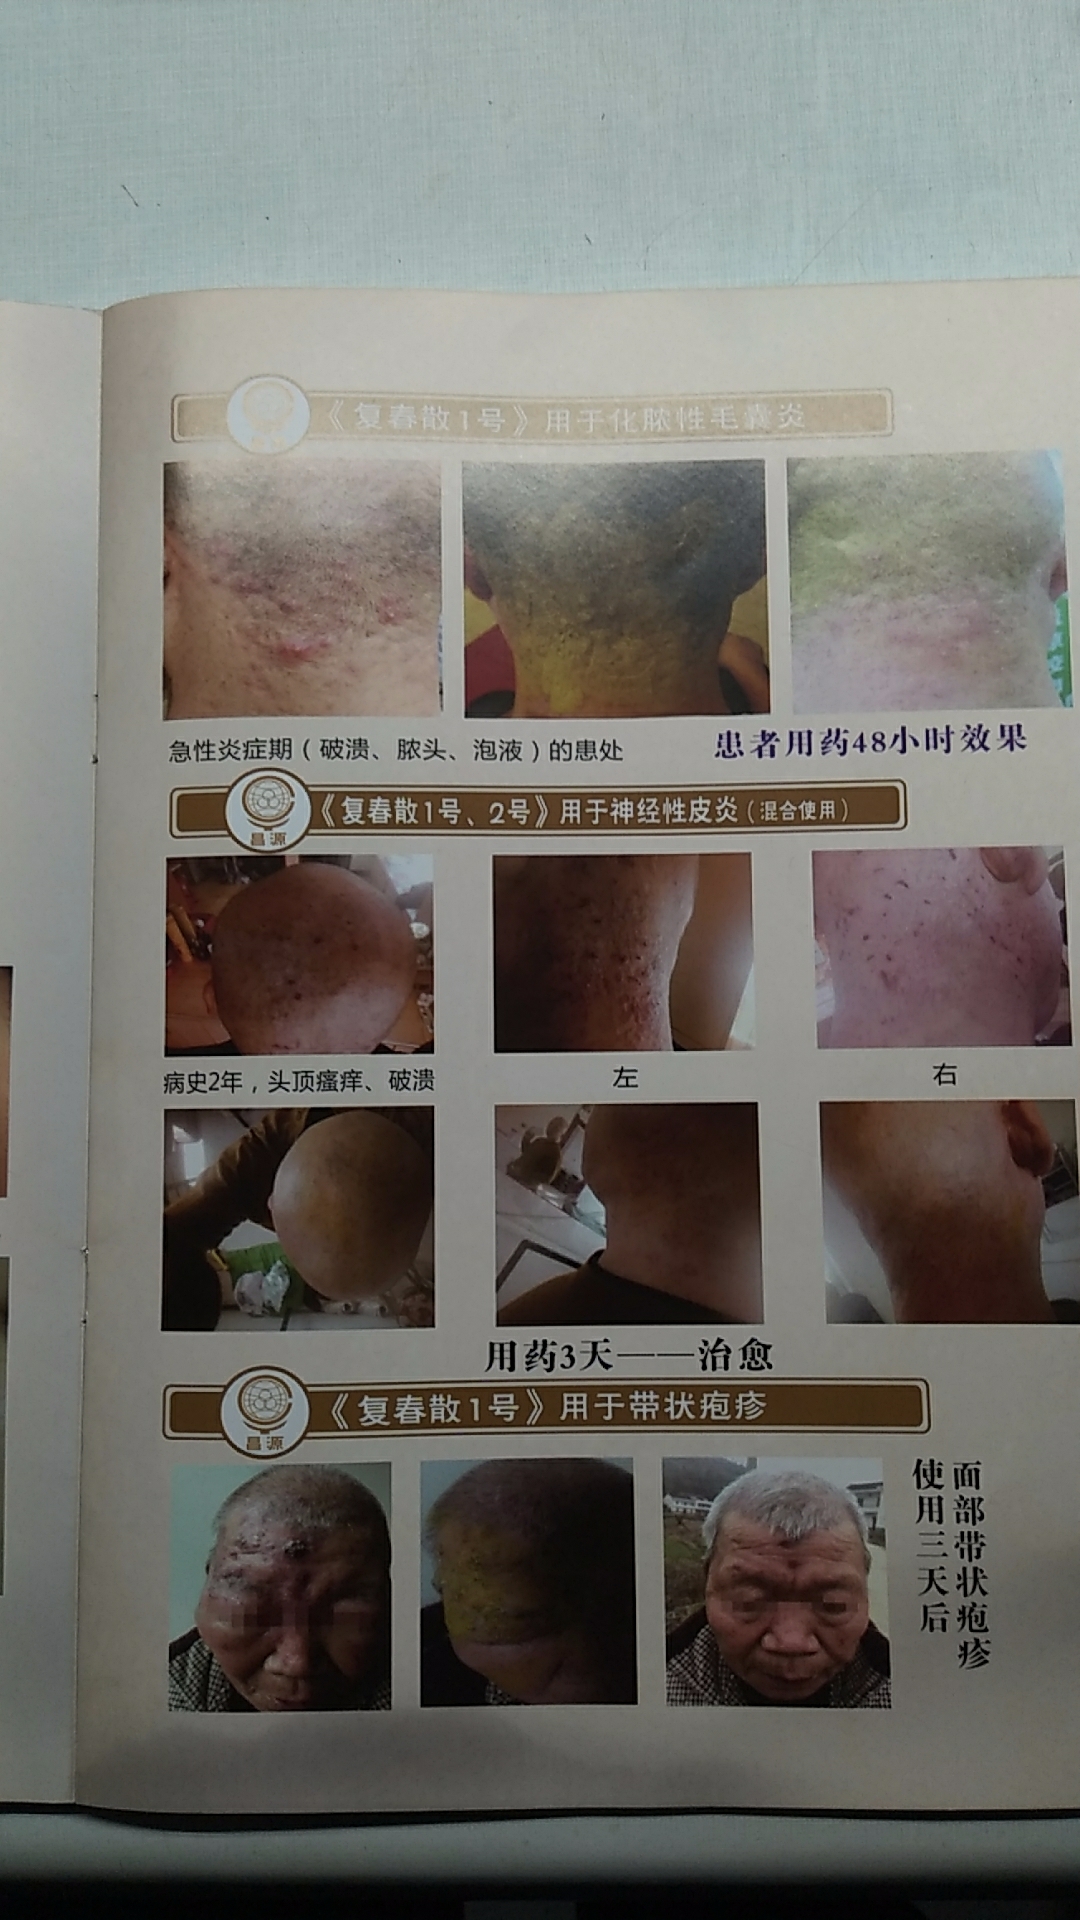 《复春散1号》用于化脓性毛囊炎
急性炎症期（破溃、脓头、泡液）的患处
患者用药48小时效果
昌源
《复春散1号、2号》用于神经性皮炎（混合使用）
病史2年，头顶瘙痒、破溃
左
右
用药3天——治愈
昌源
《复春散1号》用于带状疱疹
面部带状疱疹
使用三天后